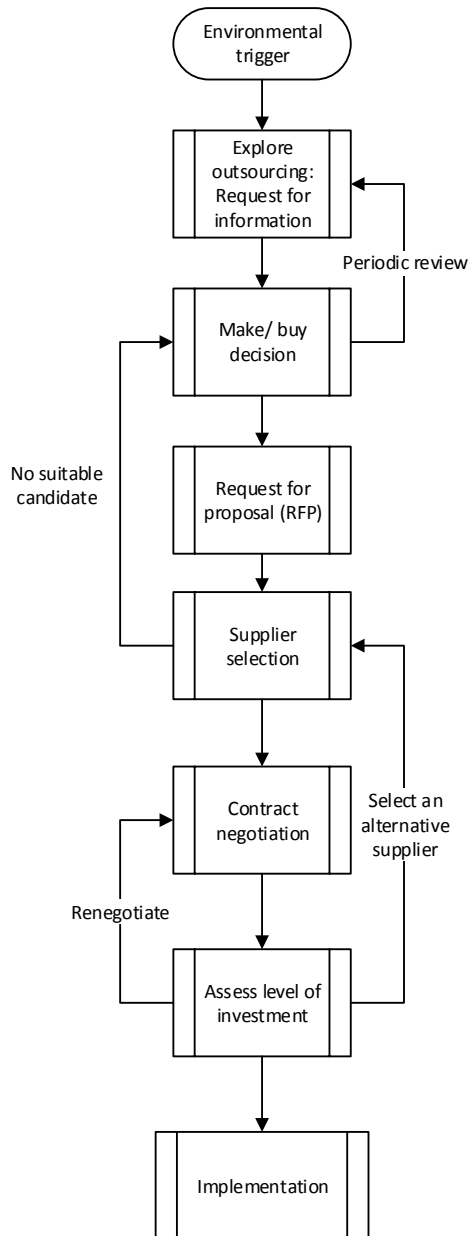 Environmental
trigger
Explore
outsourcing:
Request for
information
Periodic review
Make/ buy
decision
No suitable
candidate
Request for
proposal (RFP)
Supplier
selection
Contract
negotiation
Select an
alternative
supplier
Renegotiate
Assess level of
investment
Implementation